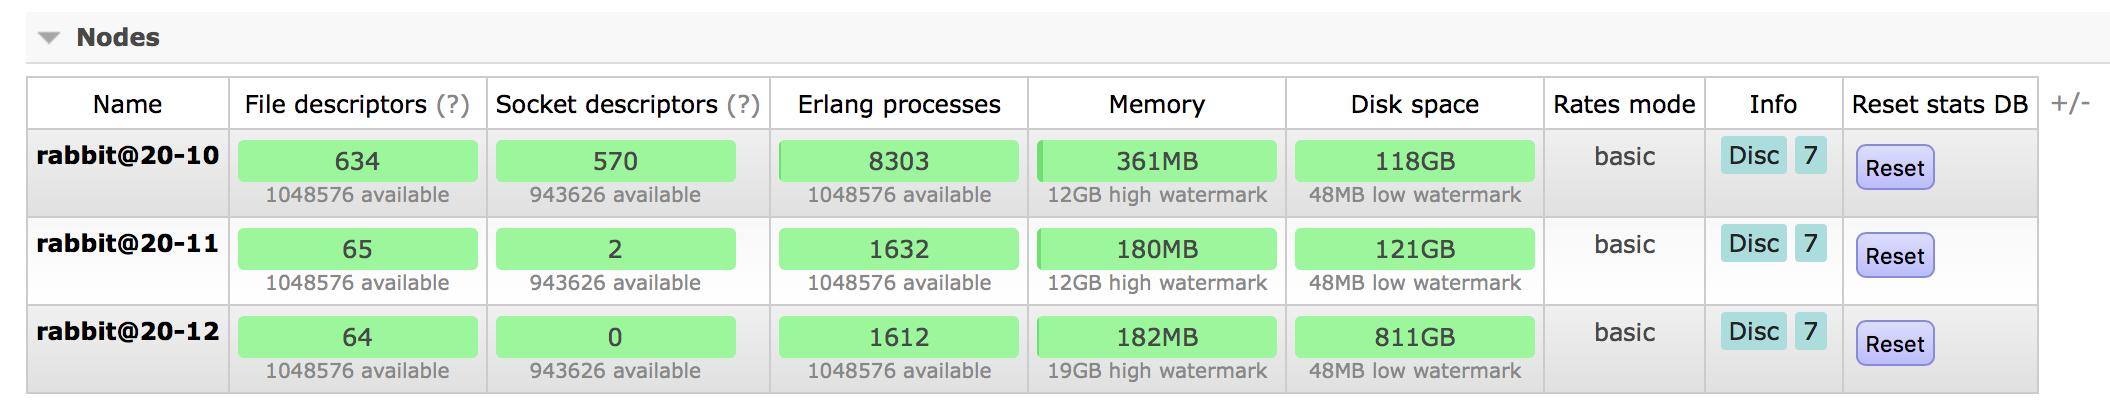 Nodes
Name File descriptors (?) Socket descriptors (?) Erlang processes Memory Disk space Rates mode Info Reset stats DB +/-
rabbit@20-10 634 570 8303 361MB 118GB basic Disc 7 Reset
1048576 available 943626 available 1048576 available 12GB high watermark 48MB low watermark
rabbit@20-11 65 2 1632 180MB 121GB basic Disc 7 Reset
1048576 available 943626 available 1048576 available 12GB high watermark 48MB low watermark
rabbit@20-12 64 0 1612 182MB 811GB basic Disc 7 Reset
1048576 available 943626 available 1048576 available 19GB high watermark 48MB low watermark